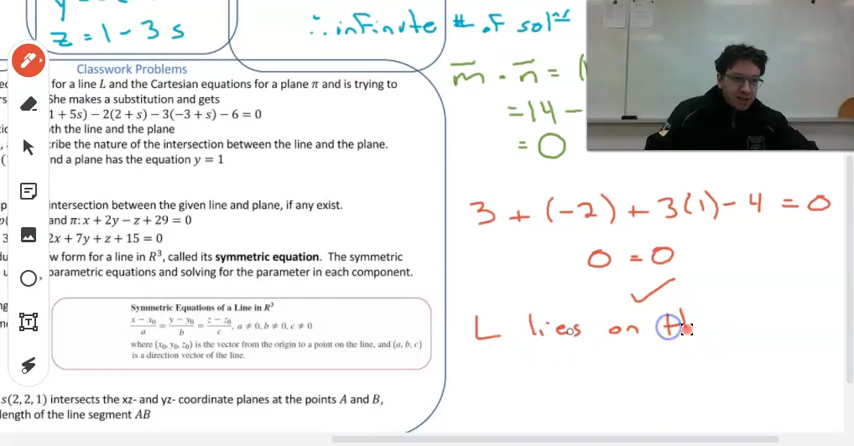 z = 1 - 3 s
∴ infinite # of solⁿˢ
Classwork Problems
for a line L and the Cartesian equations for a plane π and is trying to
She makes a substitution and gets
1 + 5s) − 2(2 + s) − 3(−3 + s) − 6 = 0
th the line and the plane
ribe the nature of the intersection between the line and the plane.
nd a plane has the equation y = 1
intersection between the given line and plane, if any exist.
and π: x + 2y − z + 29 = 0
2x + 7y + z + 15 = 0
w form for a line in R³, called its symmetric equation. The symmetric
parametric equations and solving for the parameter in each component.
Symmetric Equations of a Line in R³
(x − x₀)/a = (y − y₀)/b = (z − z₀)/c, a ≠ 0, b ≠ 0, c ≠ 0
where (x₀, y₀, z₀) is the vector from the origin to a point on the line, and (a, b, c)
is a direction vector of the line.
s(2, 2, 1) intersects the xz- and yz- coordinate planes at the points A and B,
length of the line segment AB
m · n = (
= 14 -
= 0
3 + (-2) + 3(1) - 4 = 0
0 = 0
✓
L lies on th